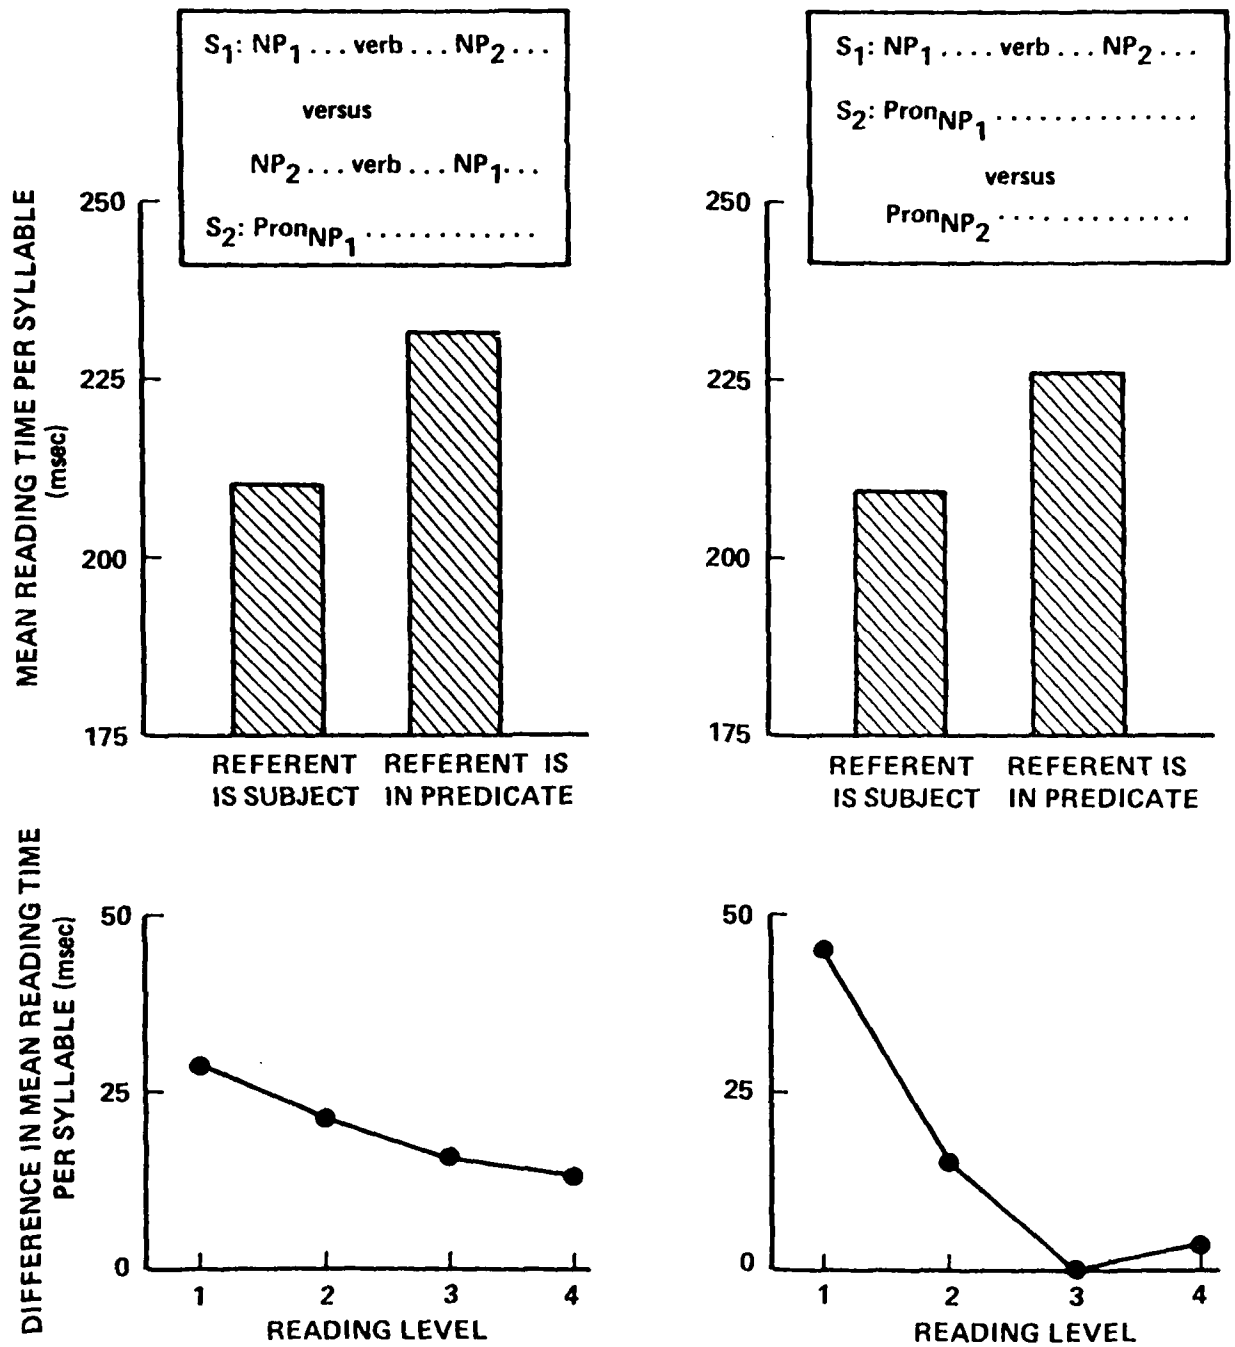 S1: NP1 ... verb ... NP2 ...
versus
NP2 ... verb ... NP1 ...
S2: PronNP1 ............
S1: NP1 .... verb ... NP2 ...
S2: PronNP1 ..............
versus
PronNP2 .............
MEAN READING TIME PER SYLLABLE
(msec)
250
225
200
175
REFERENT
IS SUBJECT
REFERENT IS
IN PREDICATE
250
225
200
175
REFERENT
IS SUBJECT
REFERENT IS
IN PREDICATE
DIFFERENCE IN MEAN READING TIME
PER SYLLABLE (msec)
50
25
0
1 2 3 4
READING LEVEL
50
25
0
1 2 3 4
READING LEVEL